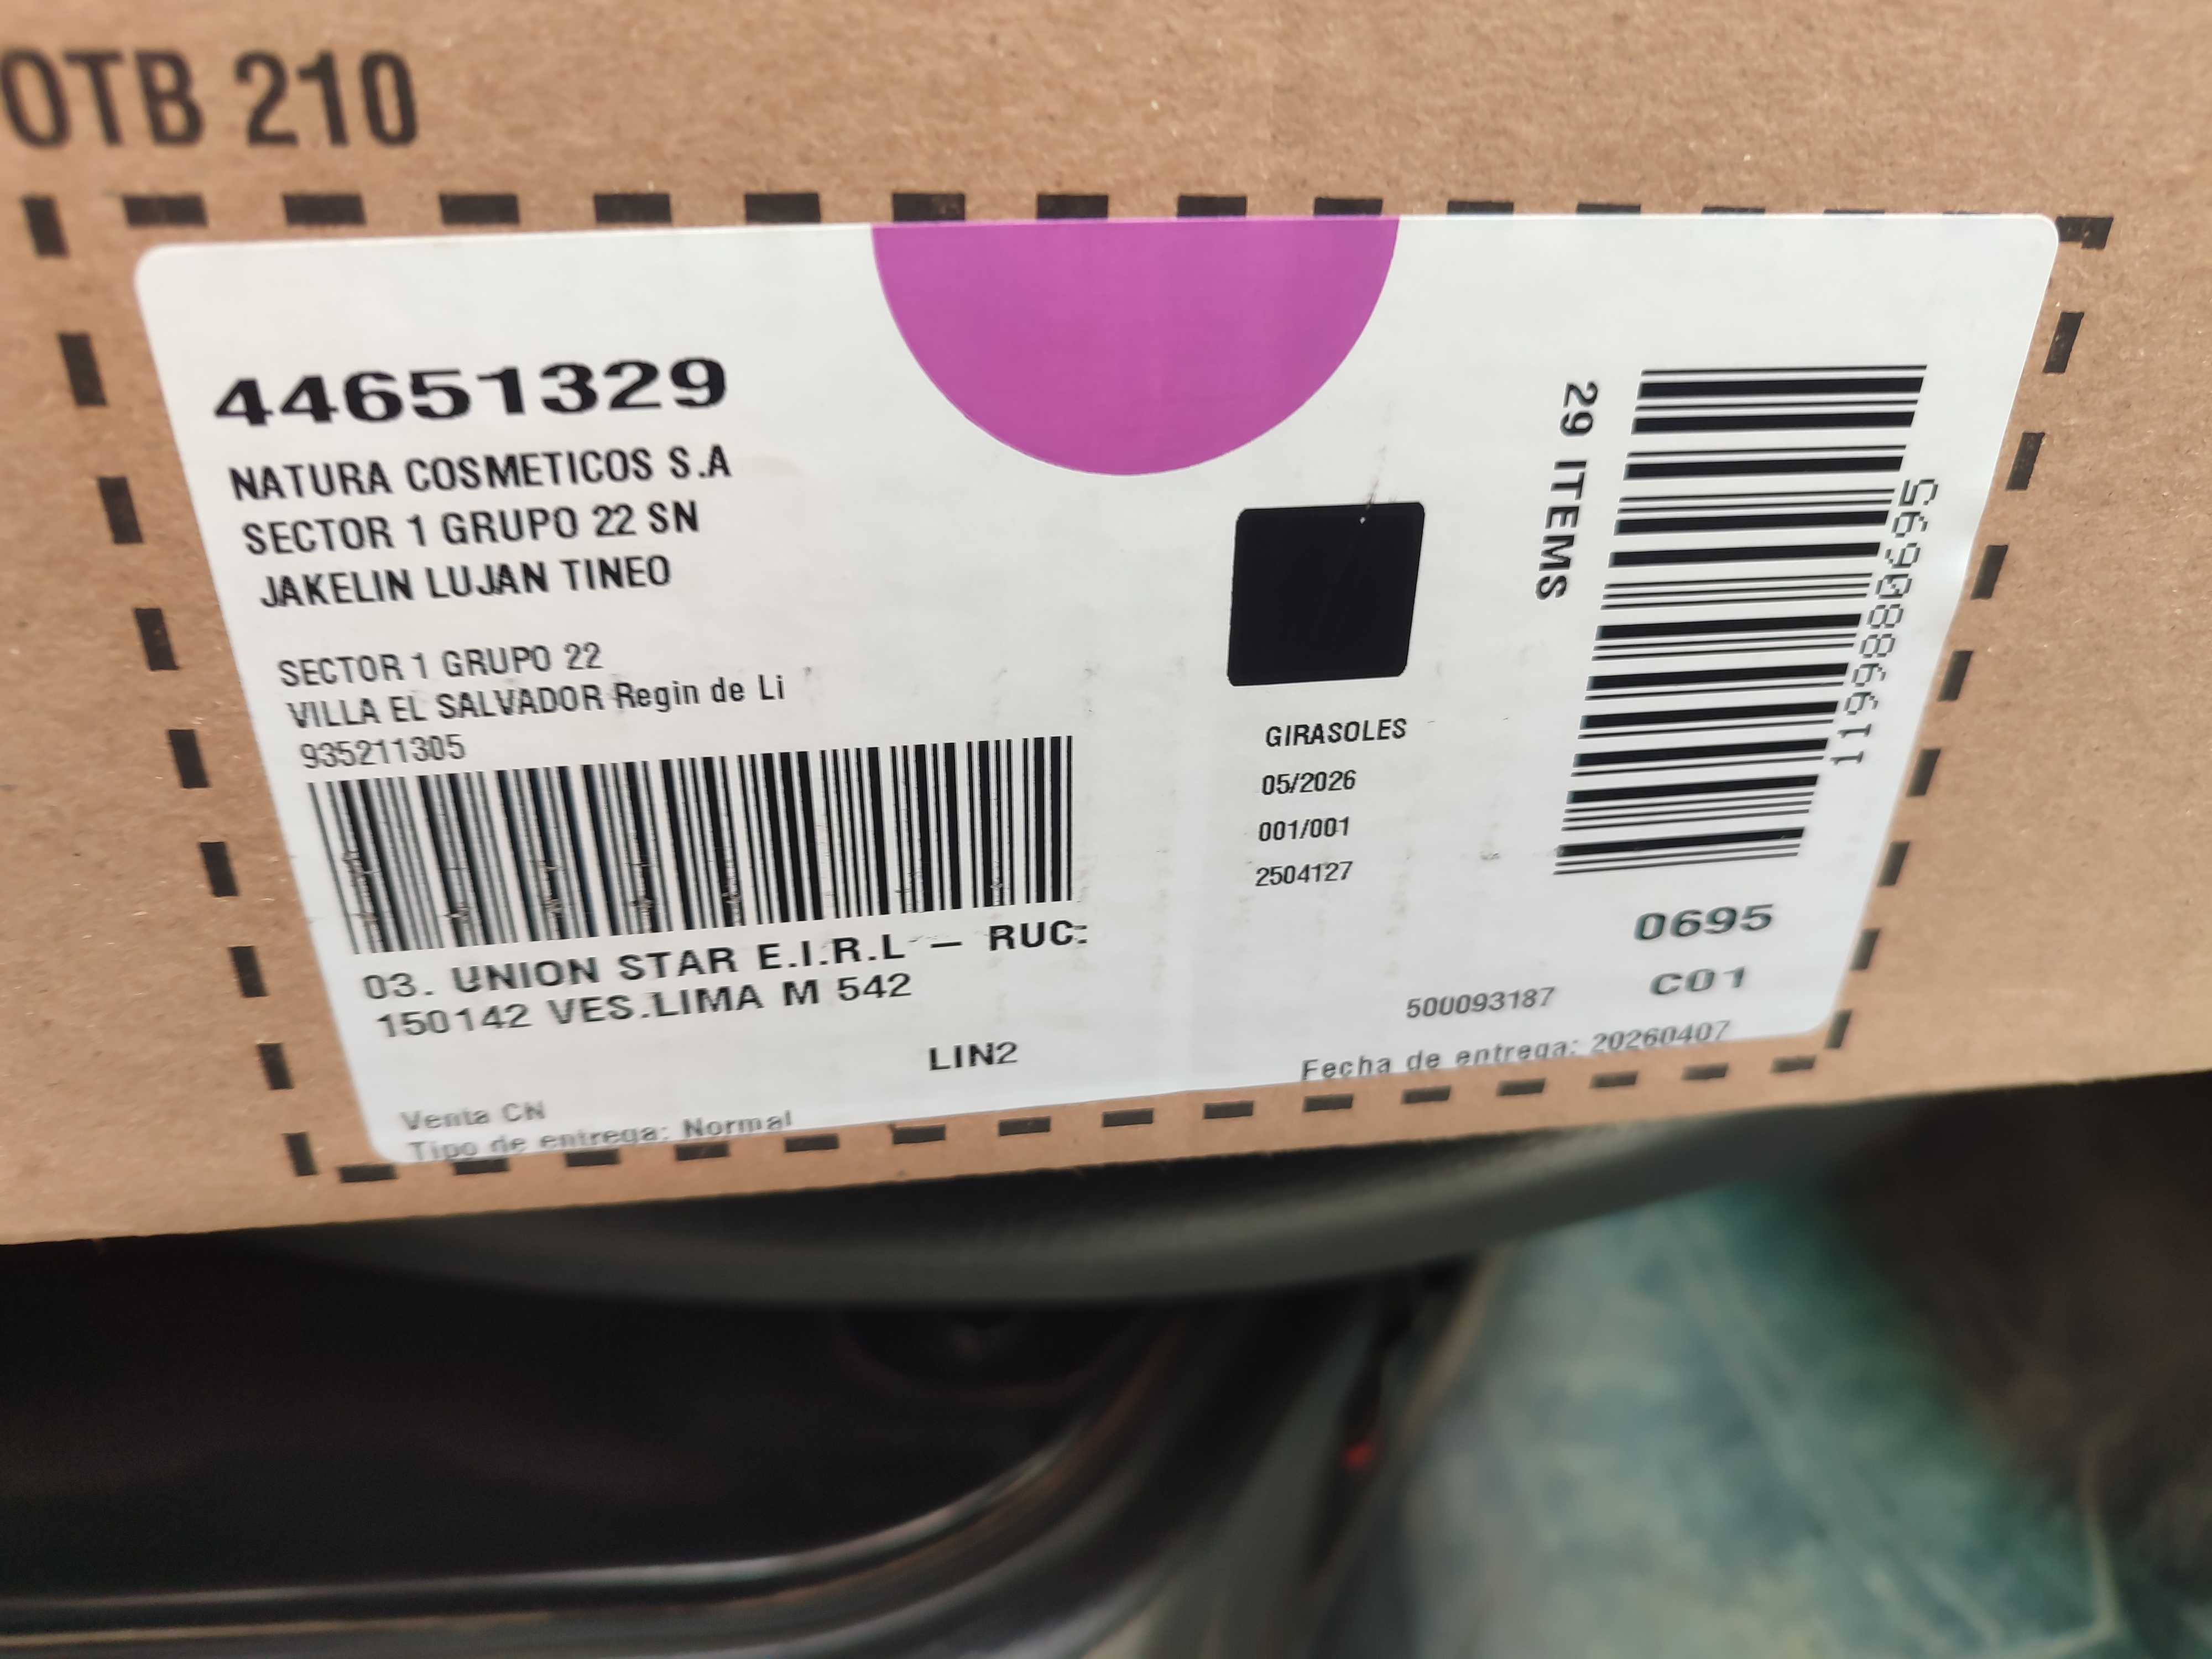 OTB 210
44651329
NATURA COSMETICOS S.A
SECTOR 1 GRUPO 22 SN
JAKELIN LUJAN TINEO
SECTOR 1 GRUPO 22
VILLA EL SALVADOR Regin de Li
935211305
03. UNION STAR E.I.R.L — RUC:
150142 VES.LIMA M 542
LIN2
Venta CN
Tipo de entrega: Normal
GIRASOLES
05/2026
001/001
2504127
29 ITEMS
1199886880695
0695
C01
500093187
Fecha de entrega: 20260407